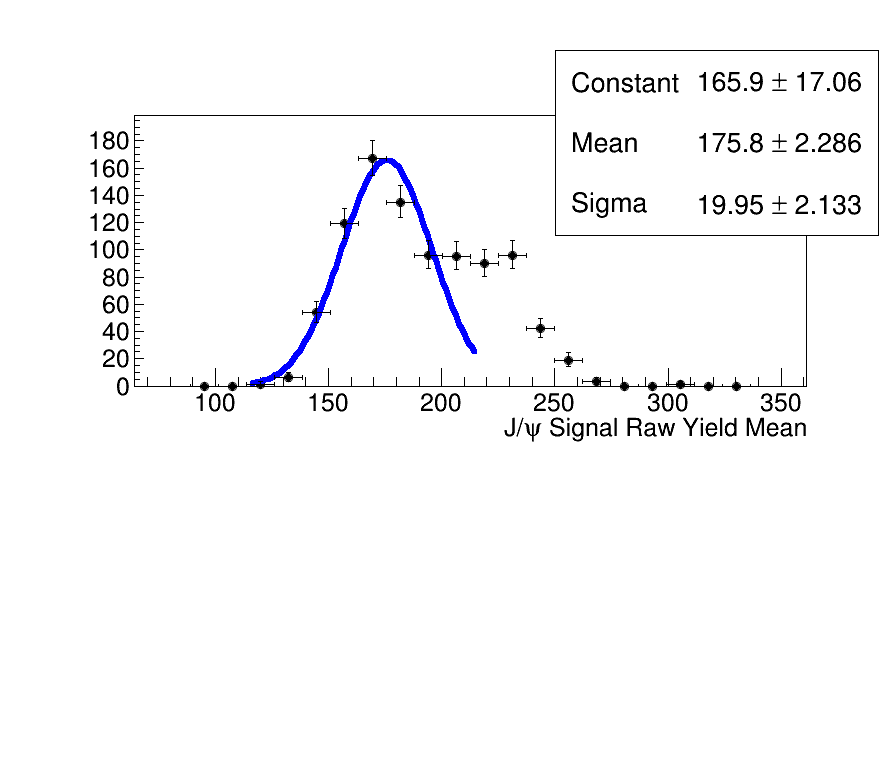 Constant 165.9 ± 17.06
Mean 175.8 ± 2.286
Sigma 19.95 ± 2.133
180
160
140
120
100
80
60
40
20
0
100 150 200 250 300 350
J/ψ Signal Raw Yield Mean